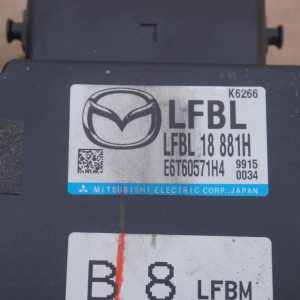 K6266
LFBL
LFBL 18 881H
E6T60571H4 9915
0034
MITSUBISHI ELECTRIC CORP., JAPAN
B 8 LFBM